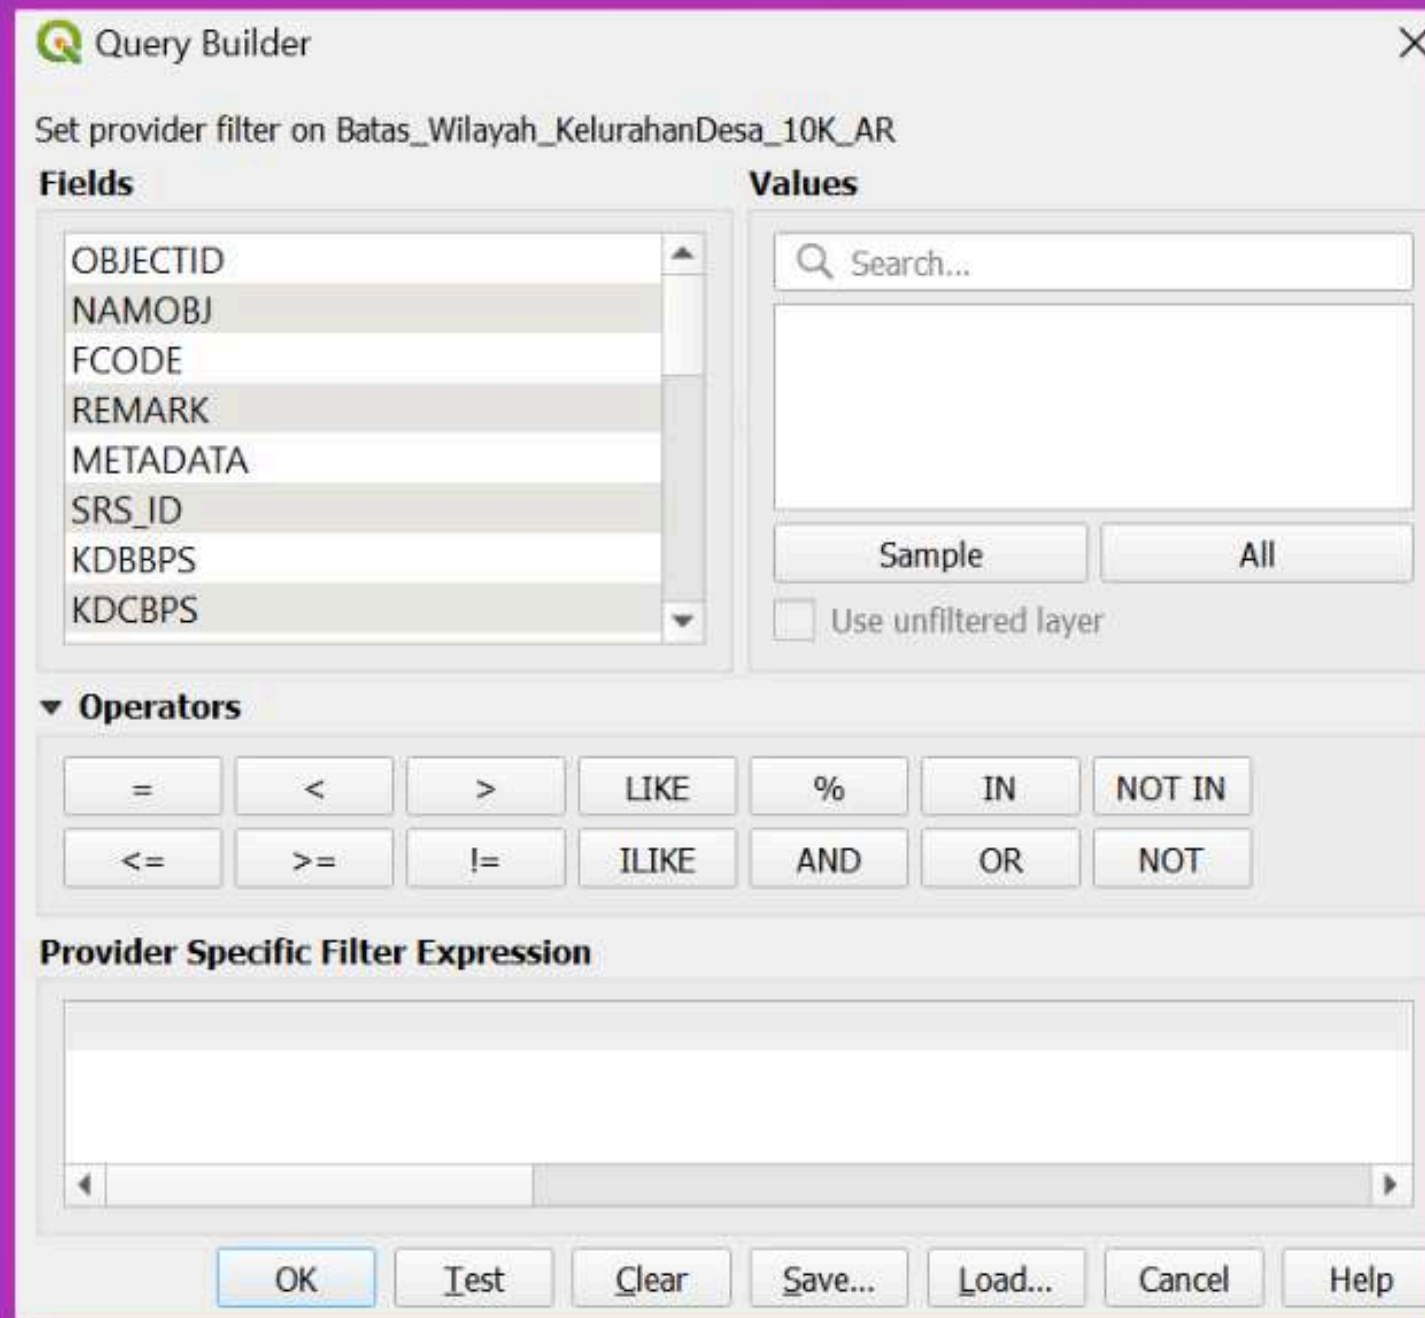 Query Builder
Set provider filter on Batas_Wilayah_KelurahanDesa_10K_AR
Fields
Values
OBJECTID
NAMOBJ
FCODE
REMARK
METADATA
SRS_ID
KDBBPS
KDCBPS
Search...
Sample All
Use unfiltered layer
Operators
= < > LIKE % IN NOT IN
<= >= != ILIKE AND OR NOT
Provider Specific Filter Expression
OK Test Clear Save... Load... Cancel Help